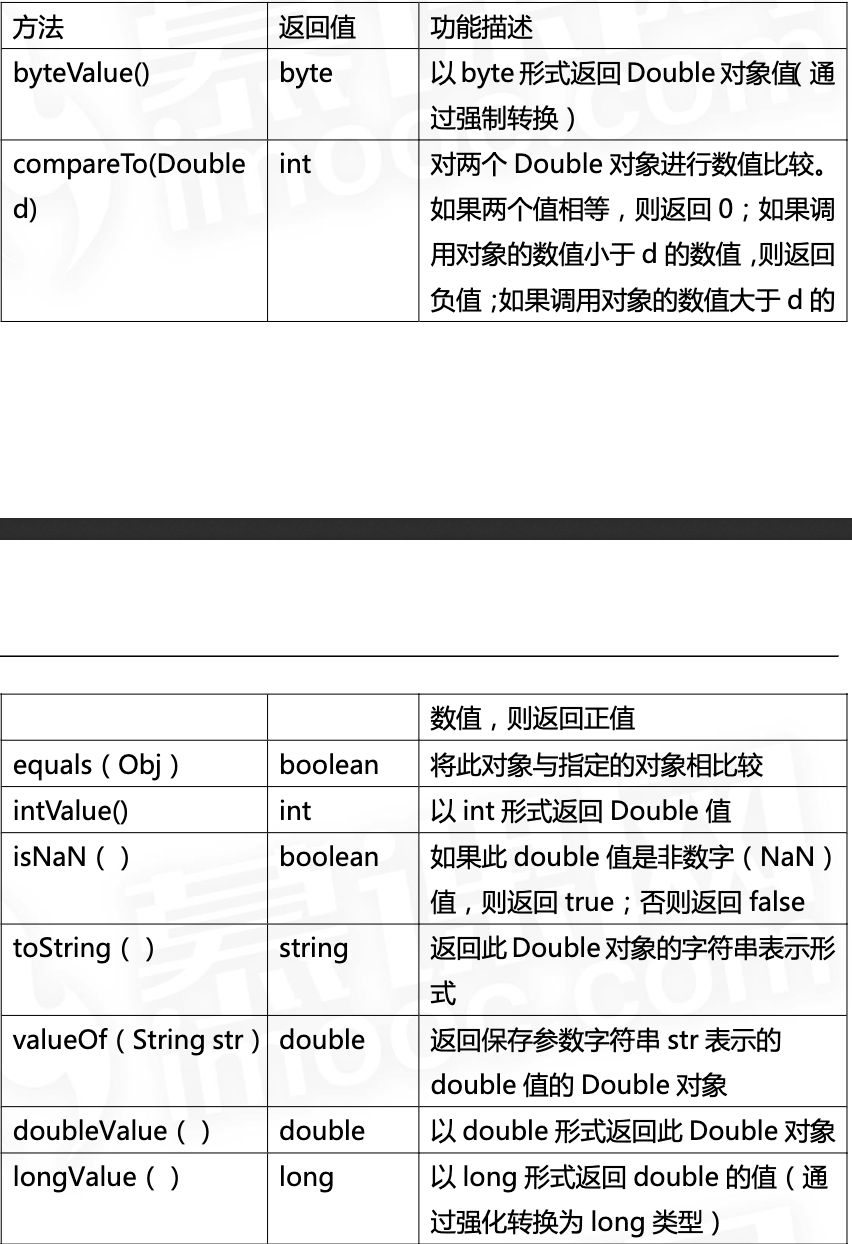 方法 返回值 功能描述
byteValue() byte 以 byte 形式返回 Double 对象值（通
过强制转换）
compareTo(Double int 对两个 Double 对象进行数值比较。
d) 如果两个值相等，则返回 0；如果调
用对象的数值小于 d 的数值，则返回
负值；如果调用对象的数值大于 d 的
数值，则返回正值
equals（Obj） boolean 将此对象与指定的对象相比较
intValue() int 以 int 形式返回 Double 值
isNaN（ ） boolean 如果此 double 值是非数字（NaN）
值，则返回 true；否则返回 false
toString（ ） string 返回此 Double 对象的字符串表示形
式
valueOf（String str） double 返回保存参数字符串 str 表示的
double 值的 Double 对象
doubleValue（ ） double 以 double 形式返回此 Double 对象
longValue（ ） long 以 long 形式返回 double 的值（通
过强化转换为 long 类型）
慕课网
imooc.com
慕课网
imooc.com